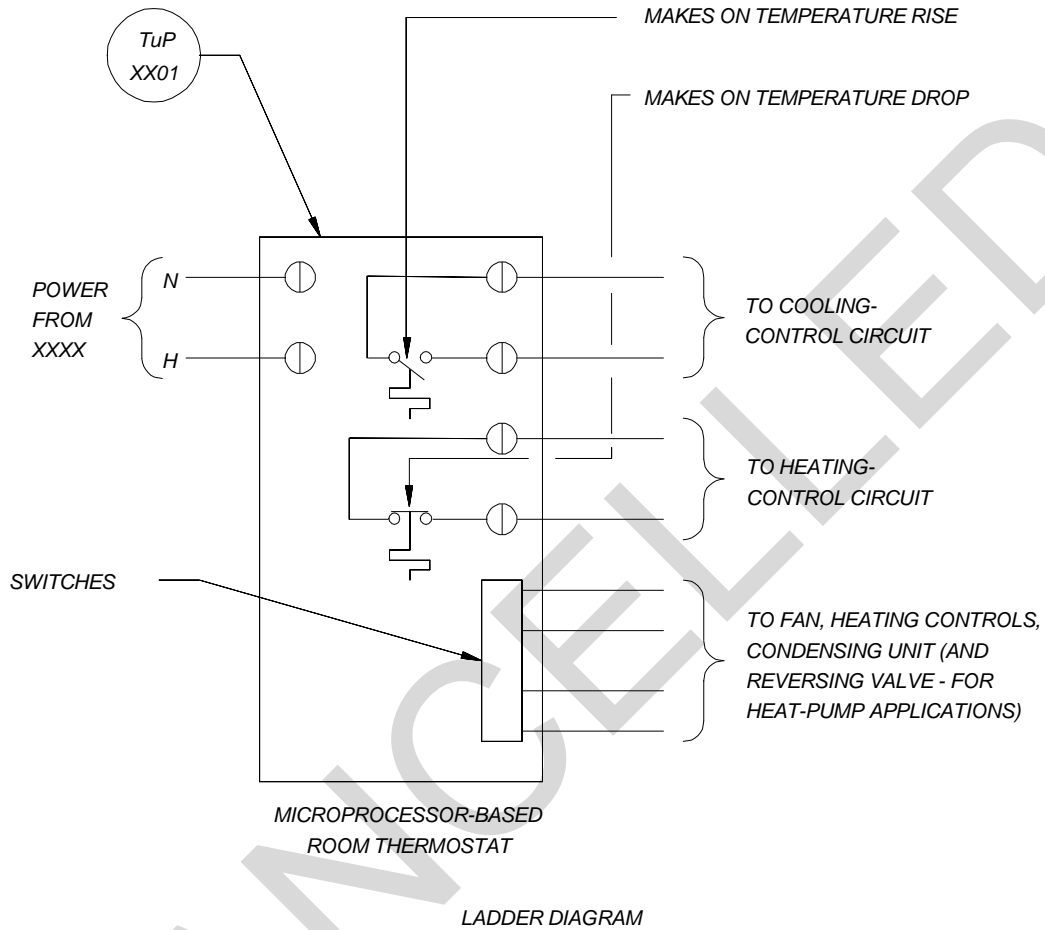 MAKES ON TEMPERATURE RISE
TuP
XX01
MAKES ON TEMPERATURE DROP
N
POWER
FROM
XXXX
H
TO COOLING-
CONTROL CIRCUIT
TO HEATING-
CONTROL CIRCUIT
SWITCHES
TO FAN, HEATING CONTROLS,
CONDENSING UNIT (AND
REVERSING VALVE - FOR
HEAT-PUMP APPLICATIONS)
MICROPROCESSOR-BASED
ROOM THERMOSTAT
LADDER DIAGRAM
NCELLED